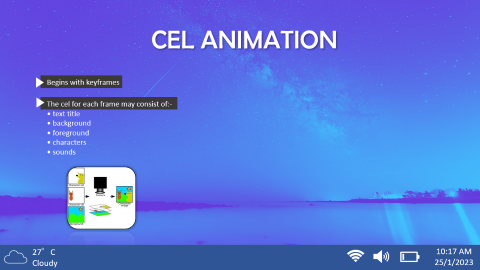 CEL ANIMATION
Begins with keyframes
The cel for each frame may consist of:-
• text title
• background
• foreground
• characters
• sounds
27° C
Cloudy
10:17 AM
25/1/2023